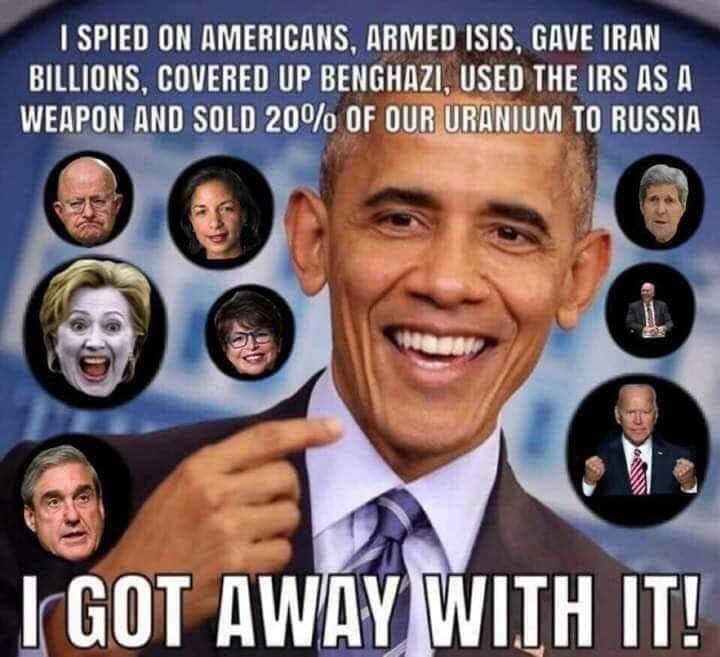 I SPIED ON AMERICANS, ARMED ISIS, GAVE IRAN
BILLIONS, COVERED UP BENGHAZI, USED THE IRS AS A
WEAPON AND SOLD 20% OF OUR URANIUM TO RUSSIA
I GOT AWAY WITH IT!